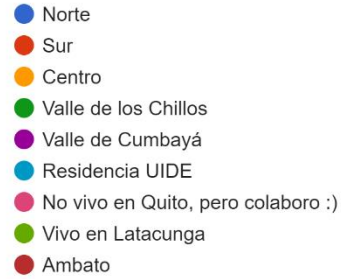 Norte
Sur
Centro
Valle de los Chillos
Valle de Cumbayá
Residencia UIDE
No vivo en Quito, pero colaboro :)
Vivo en Latacunga
Ambato